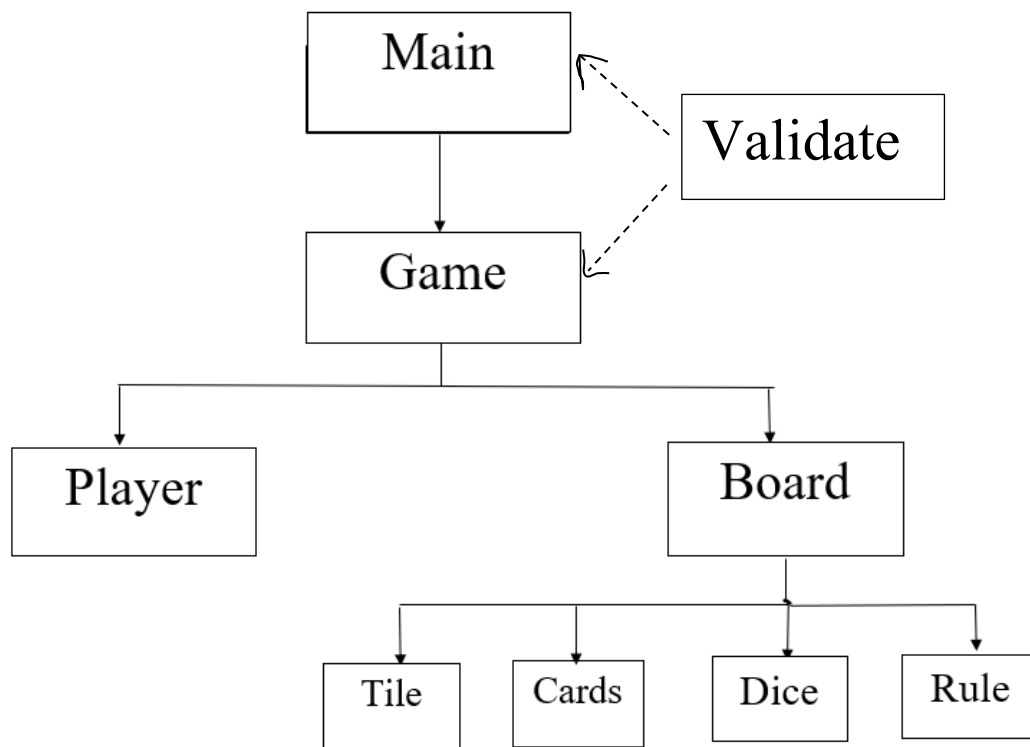 Main
Validate
Game
Player
Board
Tile
Cards
Dice
Rule